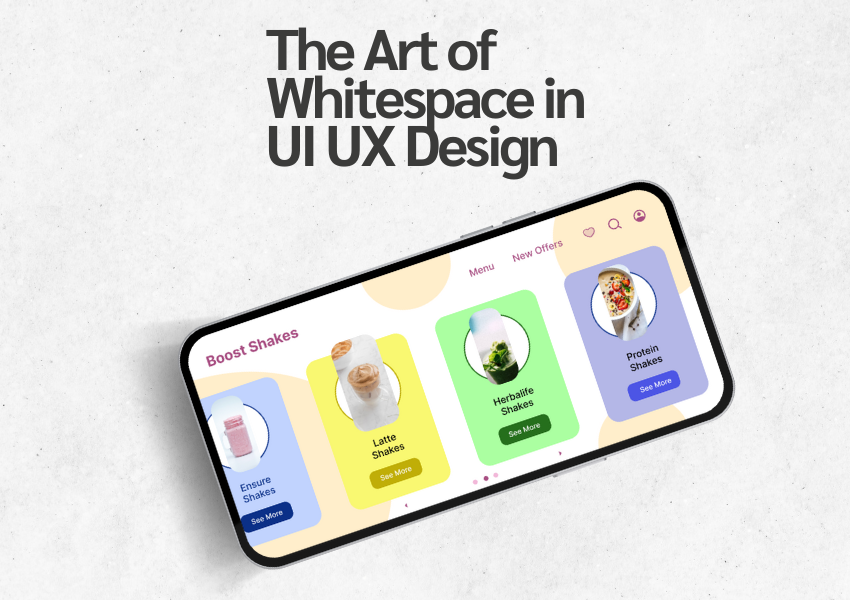 The Art of
Whitespace in
UI UX Design
Menu
New Offers
Boost Shakes
Ensure
Shakes
See More
Latte
Shakes
See More
Herbalife
Shakes
See More
Protein
Shakes
See More